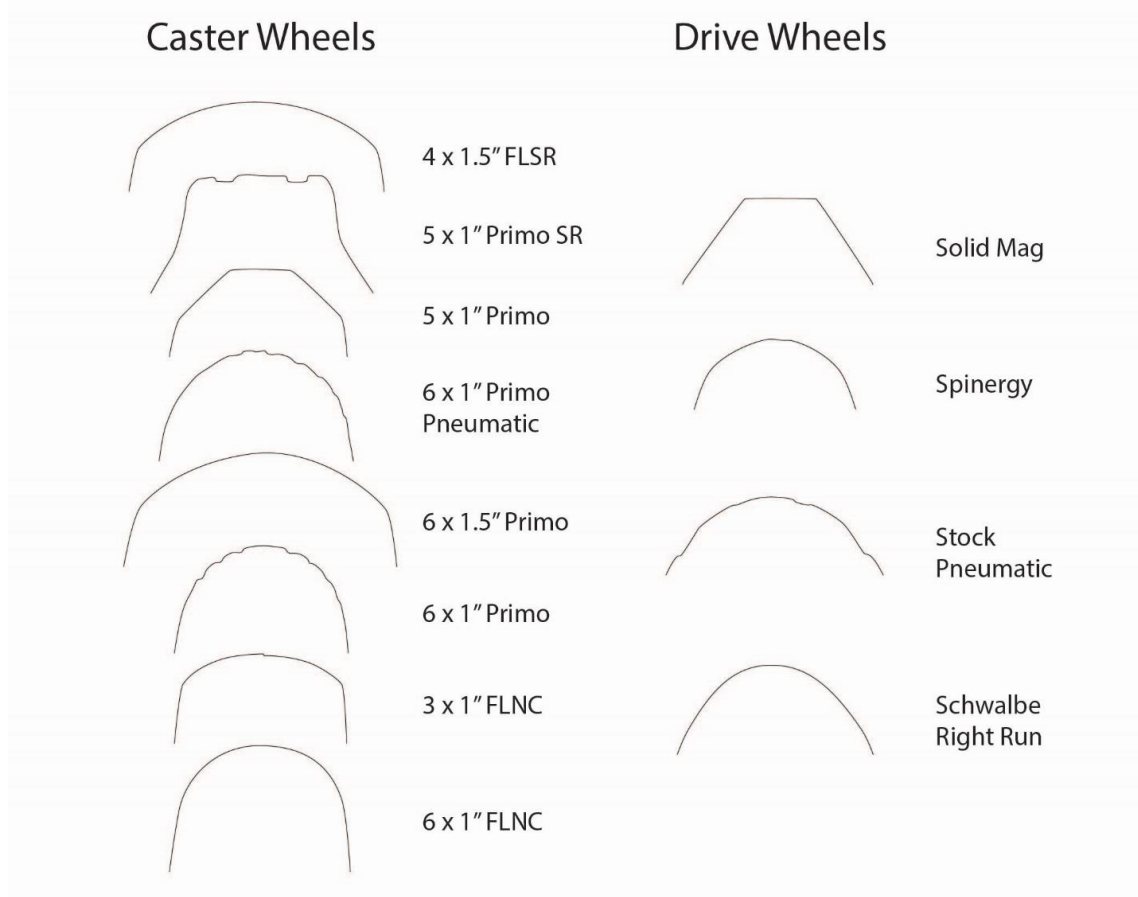 Caster Wheels
4 x 1.5” FLSR
5 x 1” Primo SR
5 x 1” Primo
6 x 1” Primo
Pneumatic
6 x 1.5” Primo
6 x 1” Primo
3 x 1” FLNC
6 x 1” FLNC
Drive Wheels
Solid Mag
Spinergy
Stock
Pneumatic
Schwalbe
Right Run